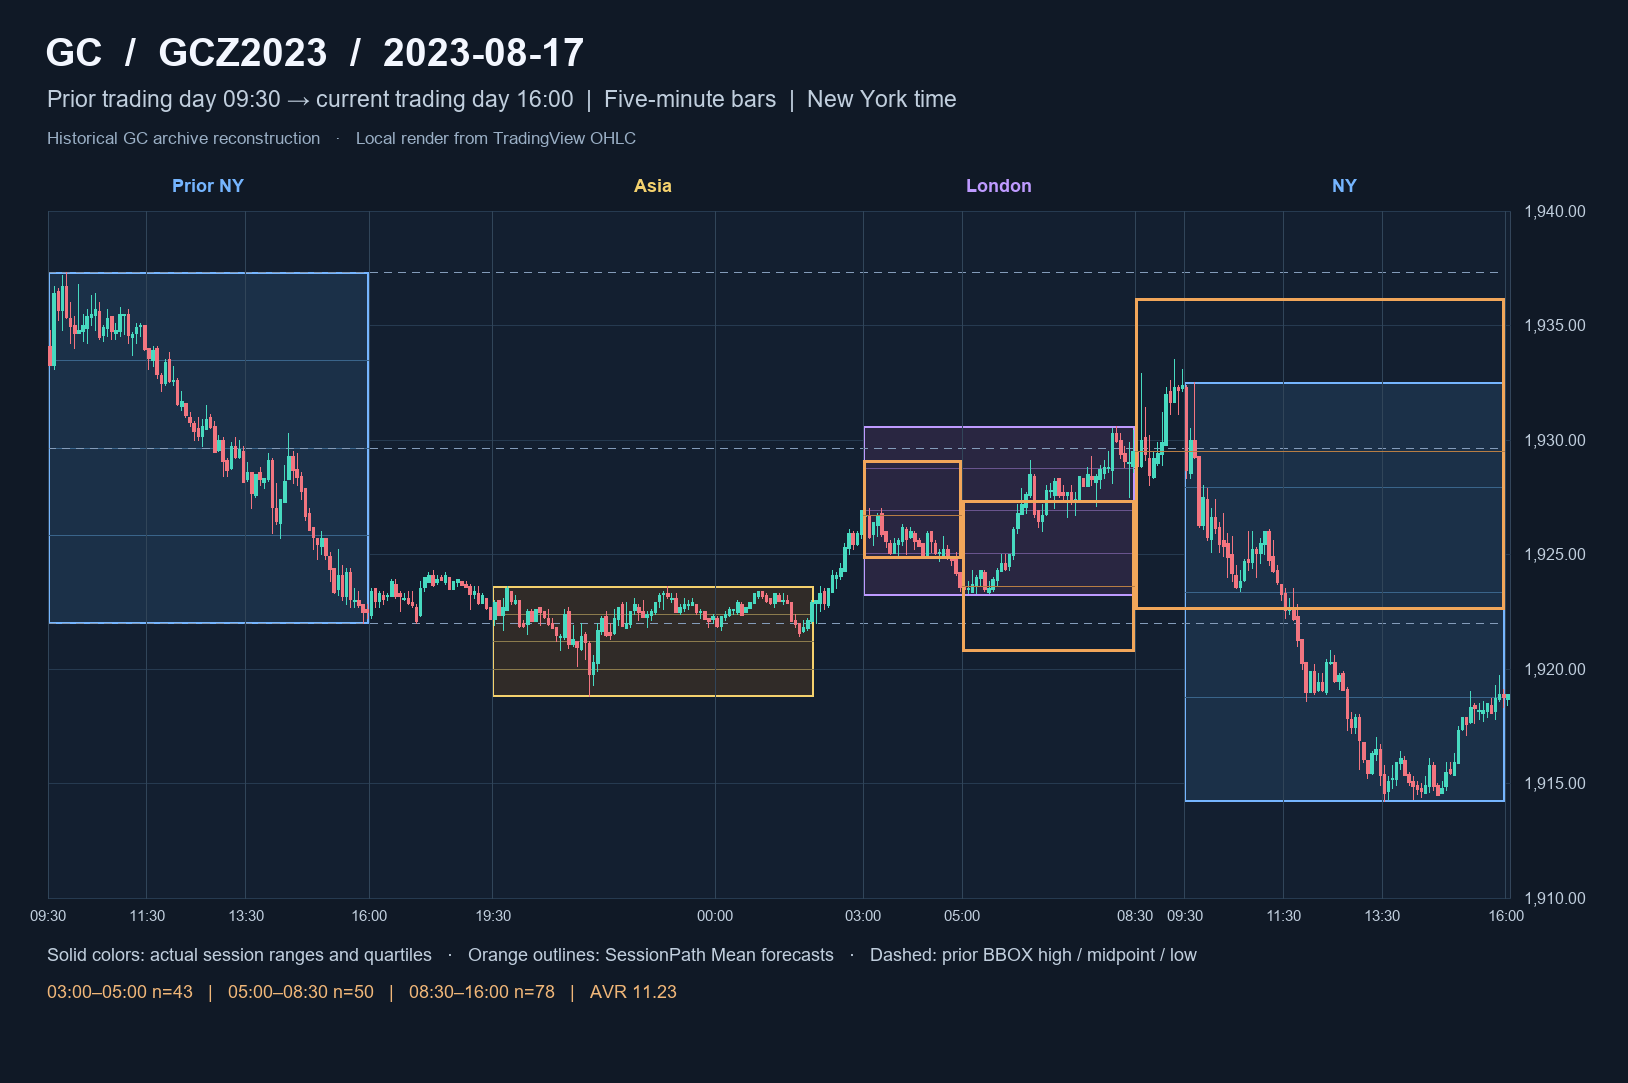 GC / GCZ2023 / 2023-08-17
Prior trading day 09:30 → current trading day 16:00 | Five-minute bars | New York time
Historical GC archive reconstruction · Local render from TradingView OHLC
Prior NY Asia London NY
1,940.00
1,935.00
1,930.00
1,925.00
1,920.00
1,915.00
1,910.00
09:30 11:30 13:30 16:00 19:30 00:00 03:00 05:00 08:30 09:30 11:30 13:30 16:00
Solid colors: actual session ranges and quartiles · Orange outlines: SessionPath Mean forecasts · Dashed: prior BBOX high / midpoint / low
03:00–05:00 n=43 | 05:00–08:30 n=50 | 08:30–16:00 n=78 | AVR 11.23